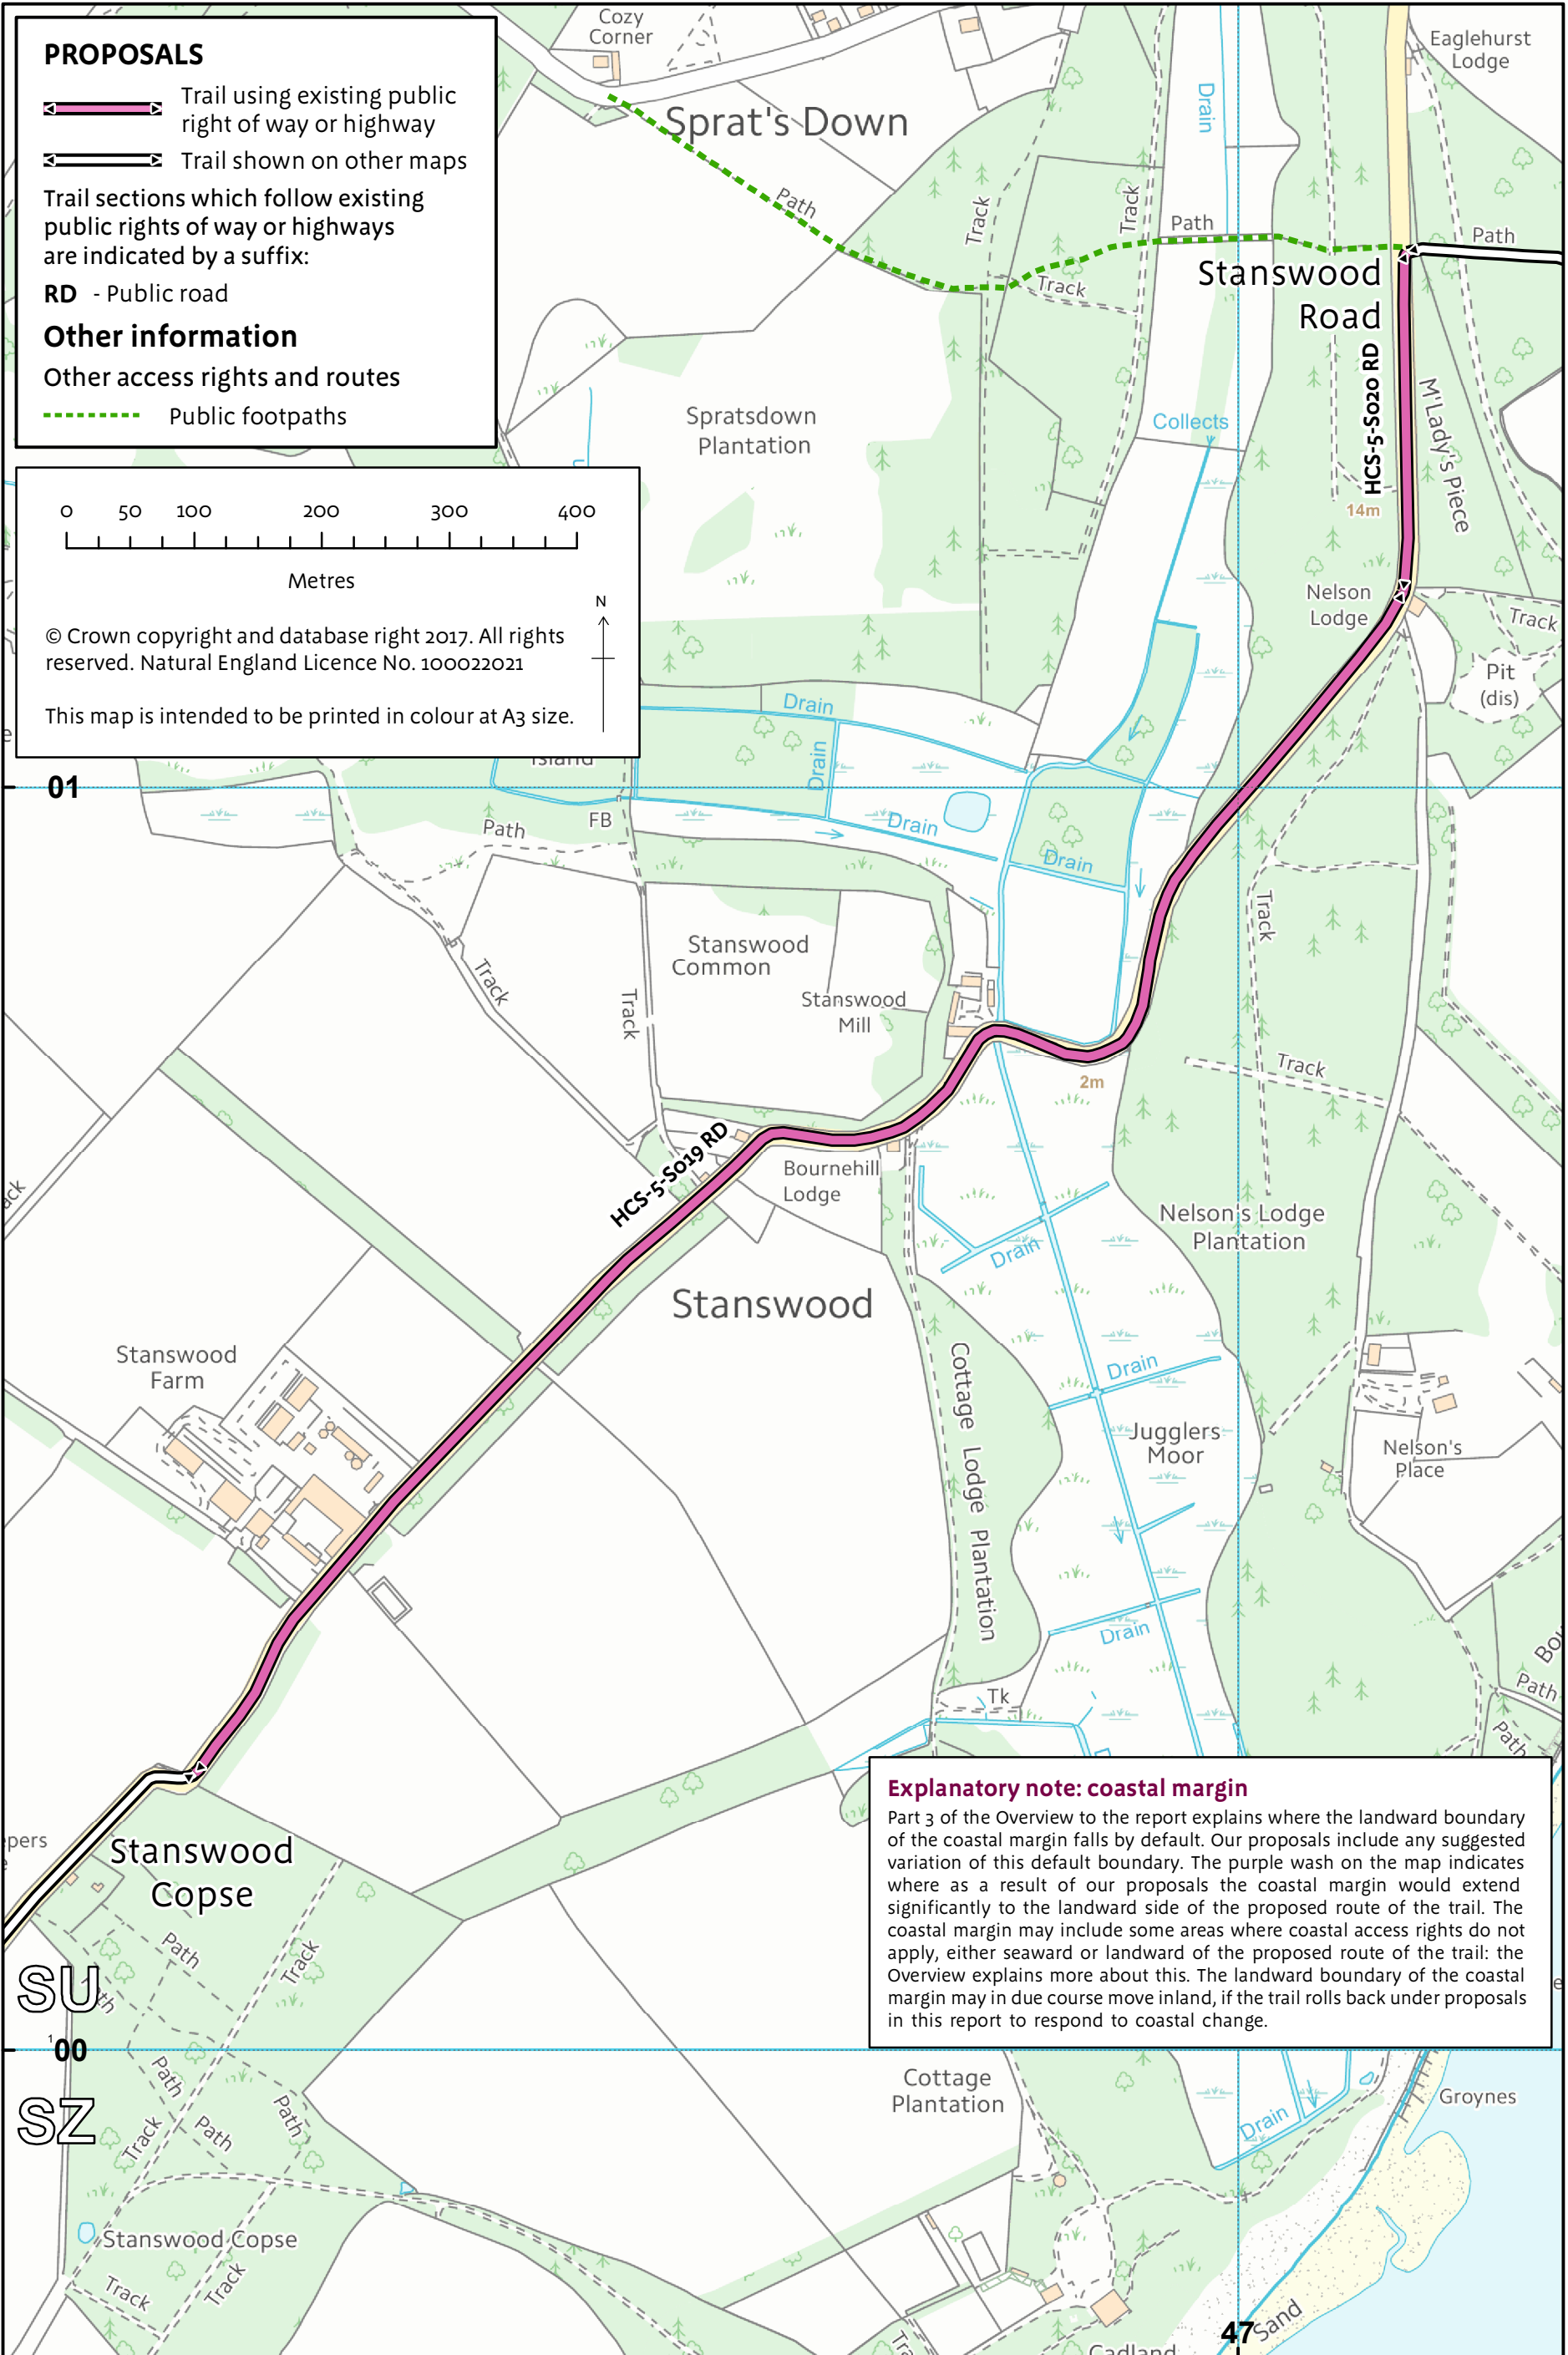 PROPOSALS
Trail using existing public
right of way or highway
Trail shown on other maps
Trail sections which follow existing
public rights of way or highways
are indicated by a suffix:
RD - Public road
Other information
Other access rights and routes
Public footpaths
0 50 100 200 300 400
Metres
N
© Crown copyright and database right 2017. All rights
reserved. Natural England Licence No. 100022021
This map is intended to be printed in colour at A3 size.
Cozy
Corner
Sprat's Down
Drain
Eaglehurst
Lodge
Path
Track
Track
Path
Path
Track
Stanswood
Road
HCS-5-S020 RD
M'Lady's Piece
Spratsdown
Plantation
Collects
14m
Nelson
Lodge
Track
Pit
(dis)
Drain
Drain
Island
01
FB
Path
Drain
Drain
Track
Stanswood
Common
Track
Track
Stanswood
Mill
2m
Track
HCS-5-S019 RD
Bournehill
Lodge
Nelson's Lodge
Plantation
Drain
Stanswood
Stanswood
Farm
Cottage Lodge Plantation
Drain
Jugglers
Moor
Nelson's
Place
Drain
Path
Tk
Path
Explanatory note: coastal margin
Part 3 of the Overview to the report explains where the landward boundary
of the coastal margin falls by default. Our proposals include any suggested
variation of this default boundary. The purple wash on the map indicates
where as a result of our proposals the coastal margin would extend
significantly to the landward side of the proposed route of the trail. The
coastal margin may include some areas where coastal access rights do not
apply, either seaward or landward of the proposed route of the trail: the
Overview explains more about this. The landward boundary of the coastal
margin may in due course move inland, if the trail rolls back under proposals
in this report to respond to coastal change.
Stanswood
Copse
Path
Track
SU
¹00
SZ
Path
Path
Track
Path
Cottage
Plantation
Groynes
Drain
Stanswood Copse
Track
Track
47
Sand